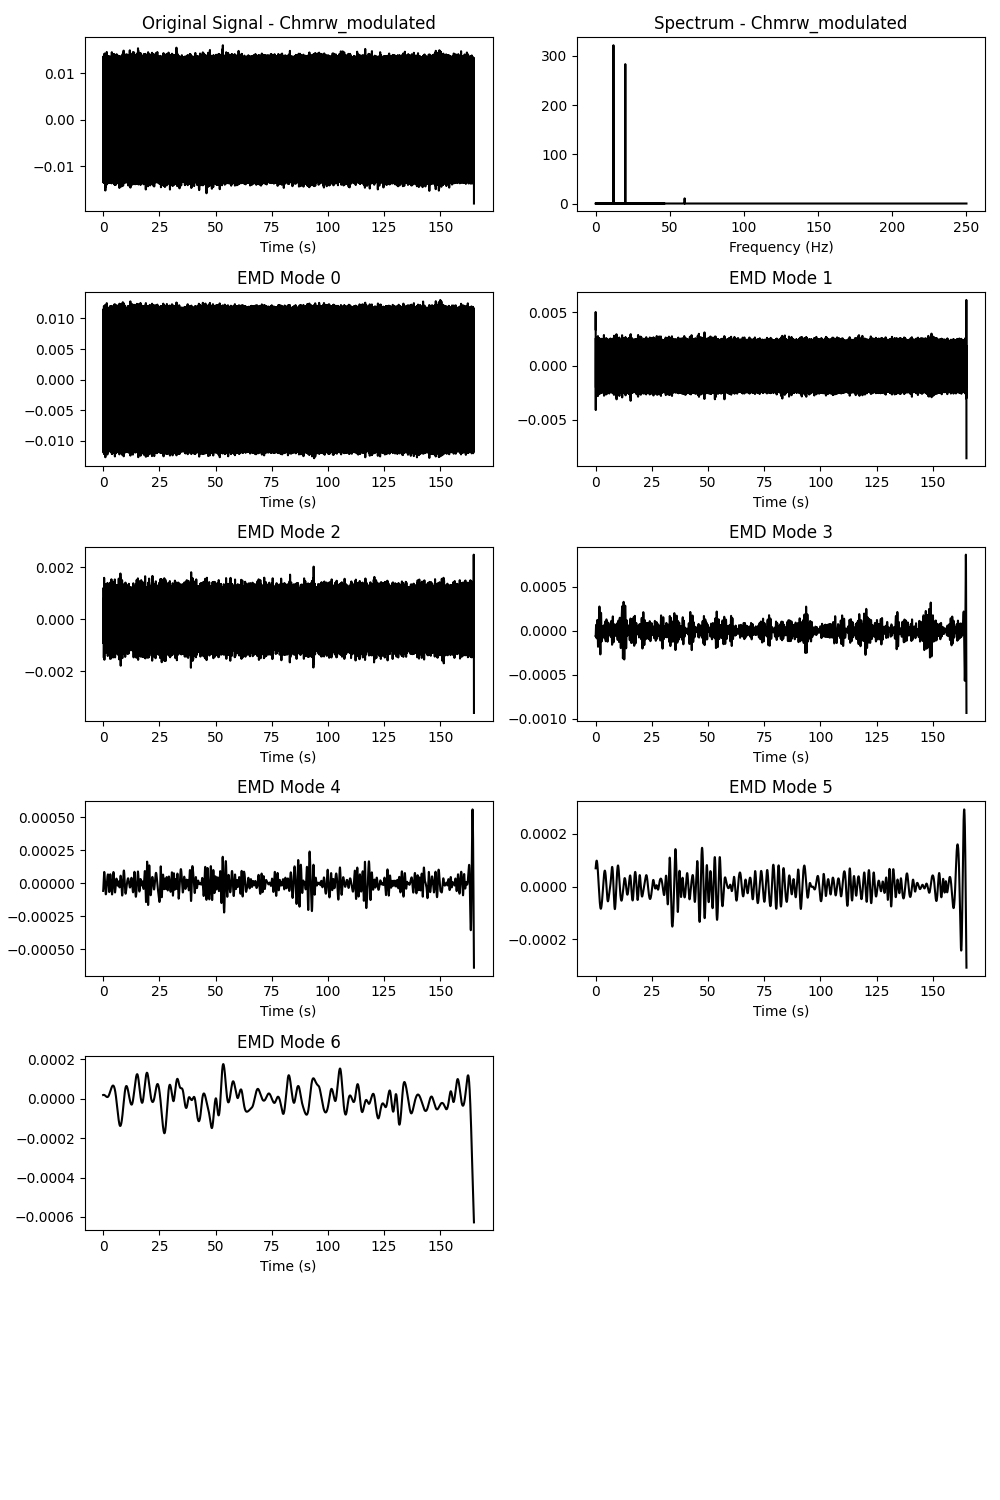 Original Signal - Chmrw_modulated
0.01
0.00
−0.01
0 25 50 75 100 125 150
Time (s)
Spectrum - Chmrw_modulated
300
200
100
0
0 50 100 150 200 250
Frequency (Hz)
EMD Mode 0
0.010
0.005
0.000
−0.005
−0.010
0 25 50 75 100 125 150
Time (s)
EMD Mode 1
0.005
0.000
−0.005
0 25 50 75 100 125 150
Time (s)
EMD Mode 2
0.002
0.000
−0.002
0 25 50 75 100 125 150
Time (s)
EMD Mode 3
0.0005
0.0000
−0.0005
−0.0010
0 25 50 75 100 125 150
Time (s)
EMD Mode 4
0.00050
0.00025
0.00000
−0.00025
−0.00050
0 25 50 75 100 125 150
Time (s)
EMD Mode 5
0.0002
0.0000
−0.0002
0 25 50 75 100 125 150
Time (s)
EMD Mode 6
0.0002
0.0000
−0.0002
−0.0004
−0.0006
0 25 50 75 100 125 150
Time (s)